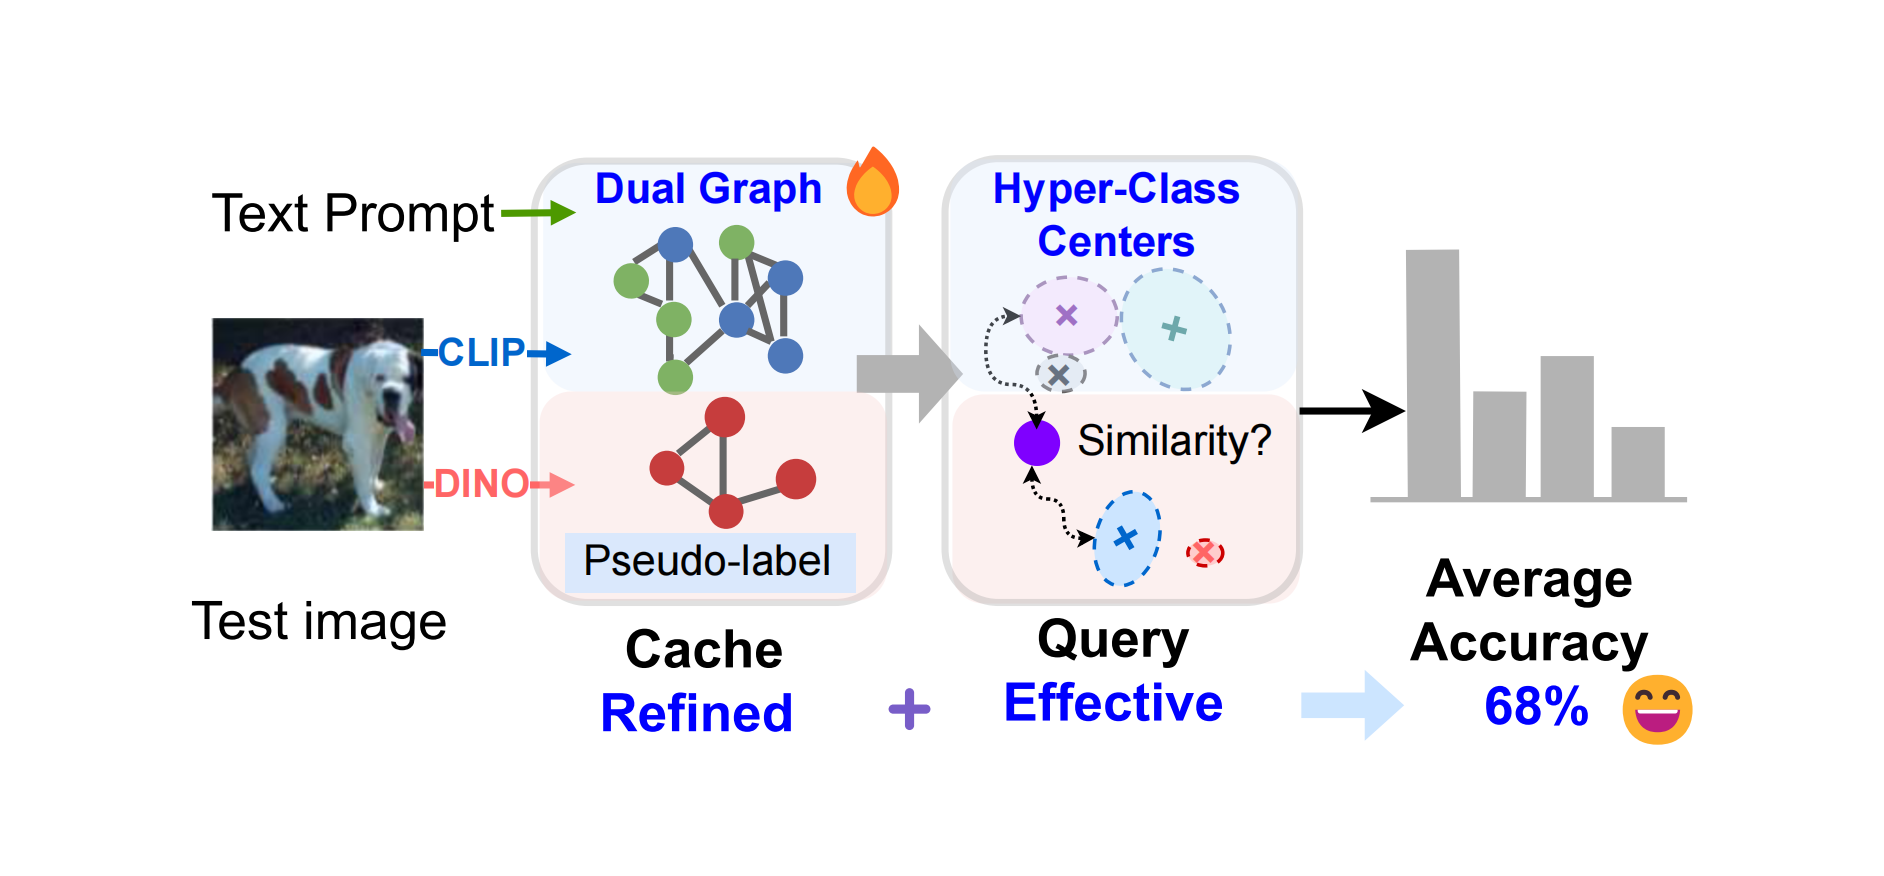 Text Prompt
CLIP
DINO
Test image
Dual Graph
Pseudo-label
Cache
Refined
+
Hyper-Class
Centers
Similarity?
Query
Effective
Average
Accuracy
68%